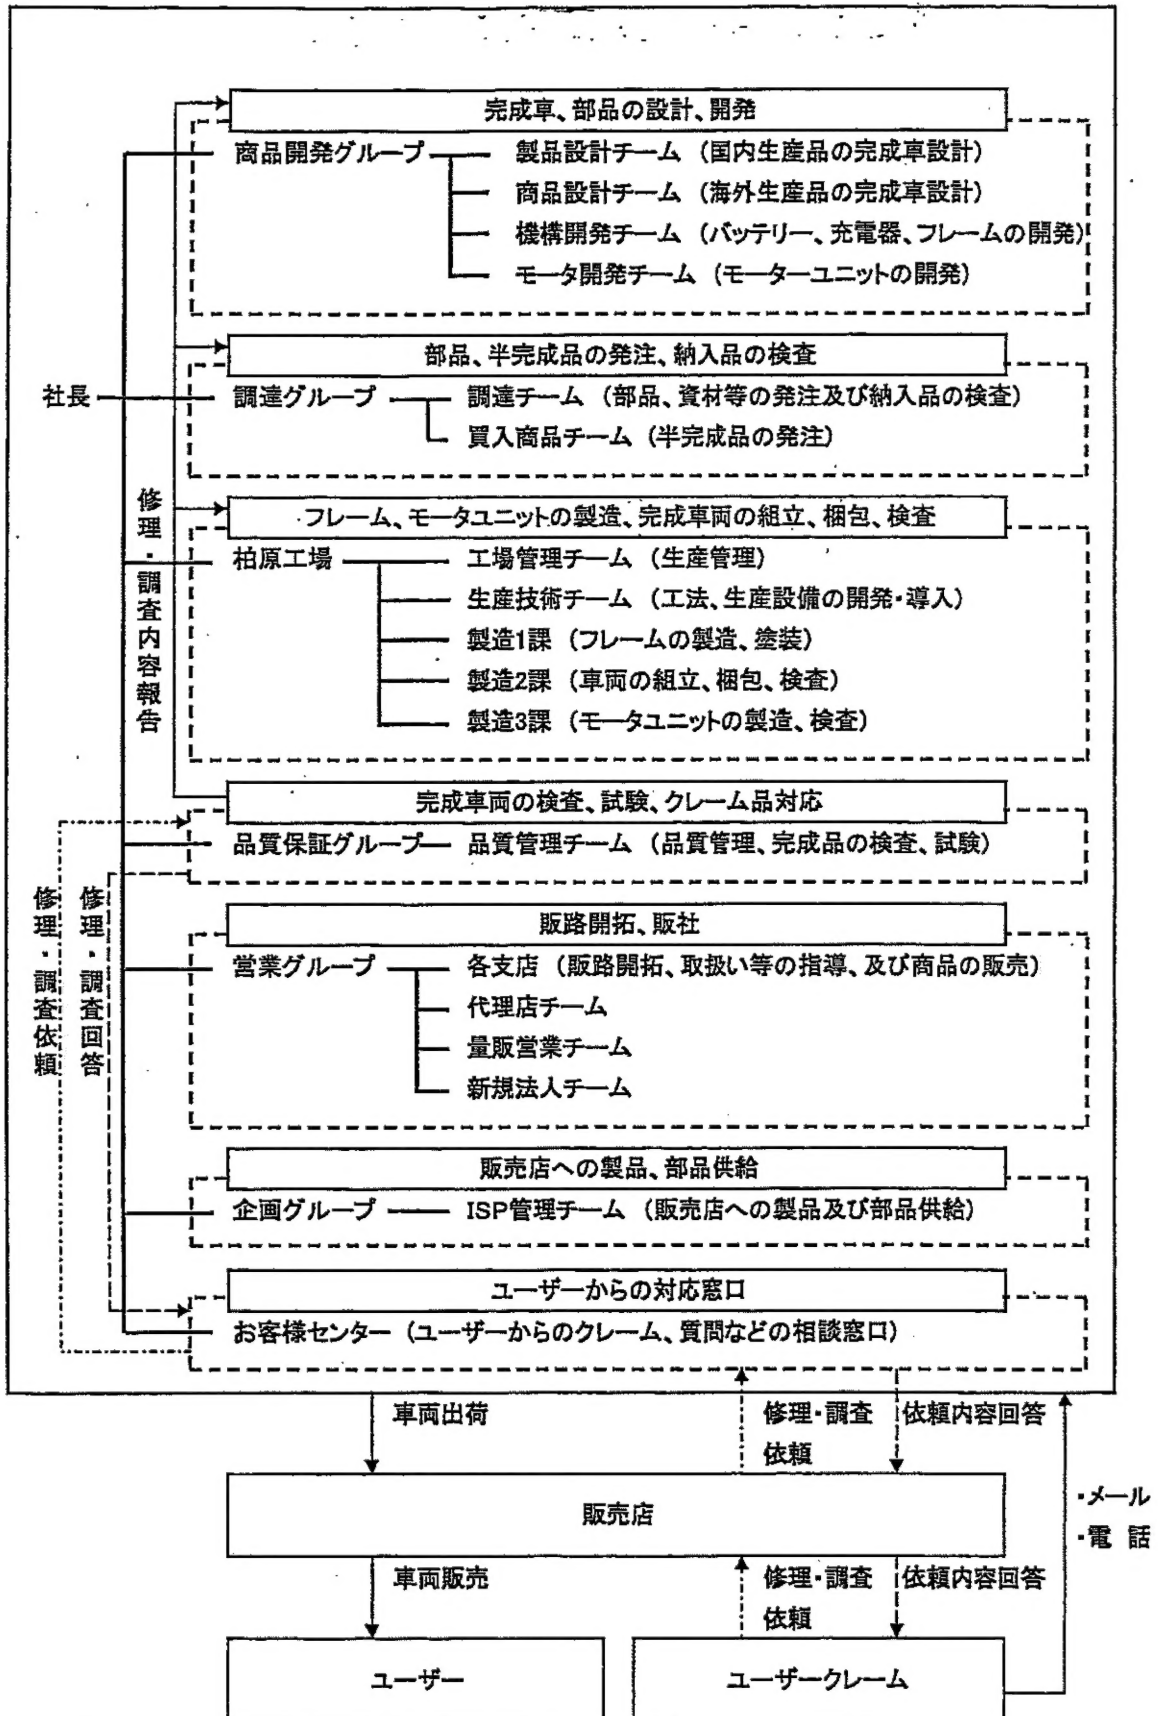 完成車、部品の設計、開発
商品開発グループ
製品設計チーム (国内生産品の完成車設計)
商品設計チーム (海外生産品の完成車設計)
機構開発チーム (バッテリー、充電器、フレームの開発)
モータ開発チーム (モーターユニットの開発)
部品、半完成品の発注、納入品の検査
社長
調達グループ
調達チーム (部品、資材等の発注及び納入品の検査)
買入商品チーム (半完成品の発注)
修理・調査内容報告
フレーム、モータユニットの製造、完成車両の組立、梱包、検査
柏原工場
工場管理チーム (生産管理)
生産技術チーム (工法、生産設備の開発・導入)
製造1課 (フレームの製造、塗装)
製造2課 (車両の組立、梱包、検査)
製造3課 (モータユニットの製造、検査)
完成車両の検査、試験、クレーム品対応
品質保証グループ
品質管理チーム (品質管理、完成品の検査、試験)
修理・調査依頼
修理・調査回答
販路開拓、販社
営業グループ
各支店 (販路開拓、取扱い等の指導、及び商品の販売)
代理店チーム
量販営業チーム
新規法人チーム
販売店への製品、部品供給
企画グループ
ISP管理チーム (販売店への製品及び部品供給)
ユーザーからの対応窓口
お客様センター (ユーザーからのクレーム、質問などの相談窓口)
車両出荷
修理・調査
依頼
依頼内容回答
販売店
・メール
・電 話
車両販売
修理・調査
依頼
依頼内容回答
ユーザー
ユーザークレーム